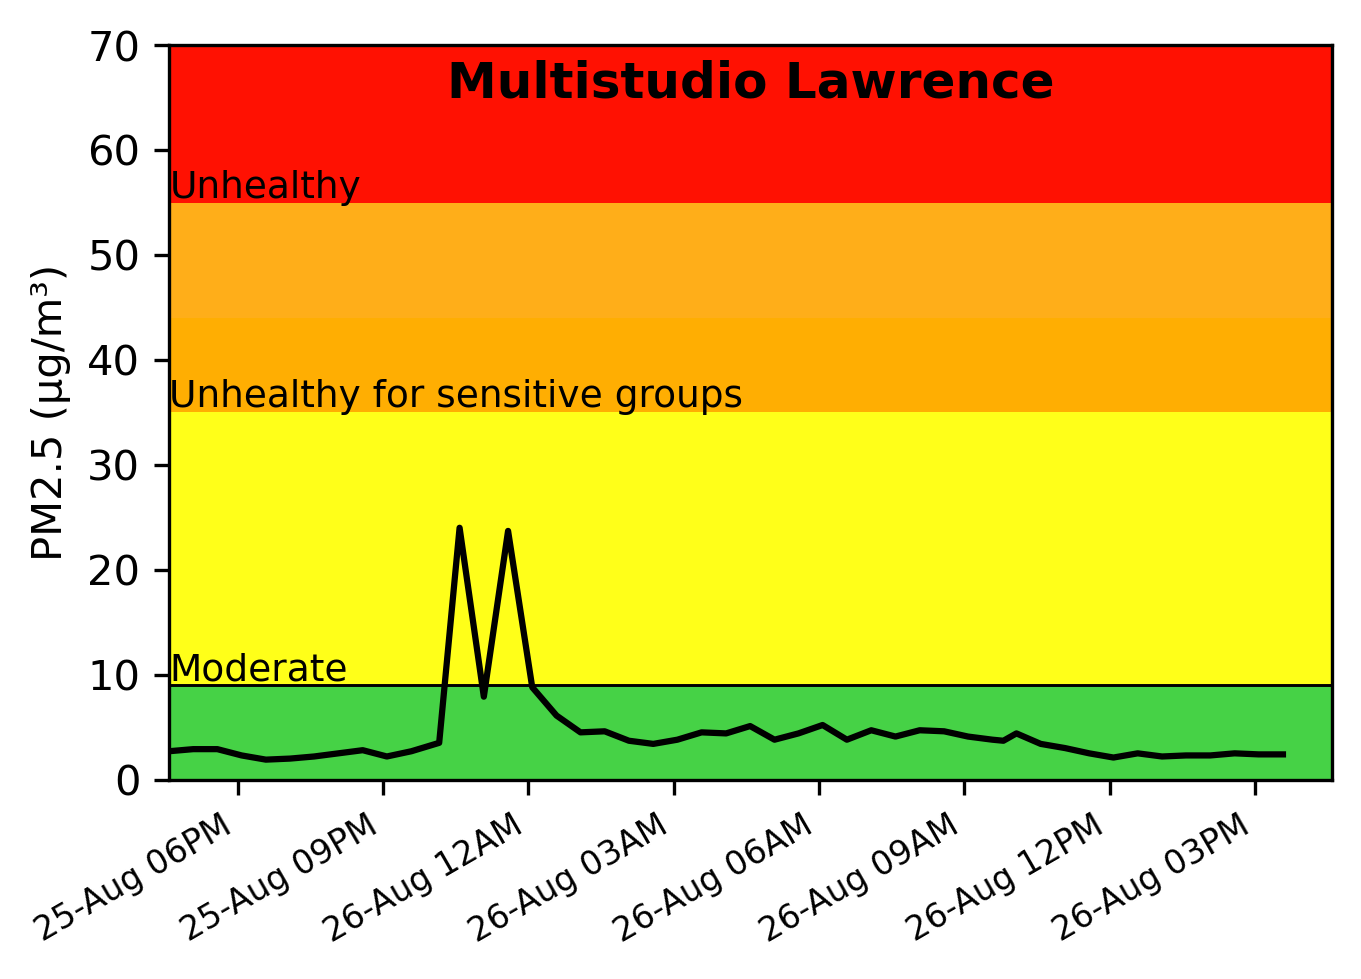 Multistudio Lawrence
70
60
Unhealthy
50
40
Unhealthy for sensitive groups
30
20
Moderate
10
0
PM2.5 (µg/m³)
25-Aug 06PM
25-Aug 09PM
26-Aug 12AM
26-Aug 03AM
26-Aug 06AM
26-Aug 09AM
26-Aug 12PM
26-Aug 03PM